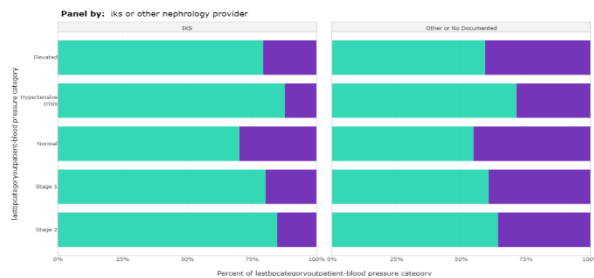 Panel by: iks or other nephrology provider
IKS
Other or No Documented
Elevated
Hypertensive
crisis
Normal
Stage 1
Stage 2
lastbpcategoryoutpatient-blood pressure category
0% 25% 50% 75% 100% 0% 25% 50% 75% 100%
Percent of lastbpcategoryoutpatient-blood pressure category